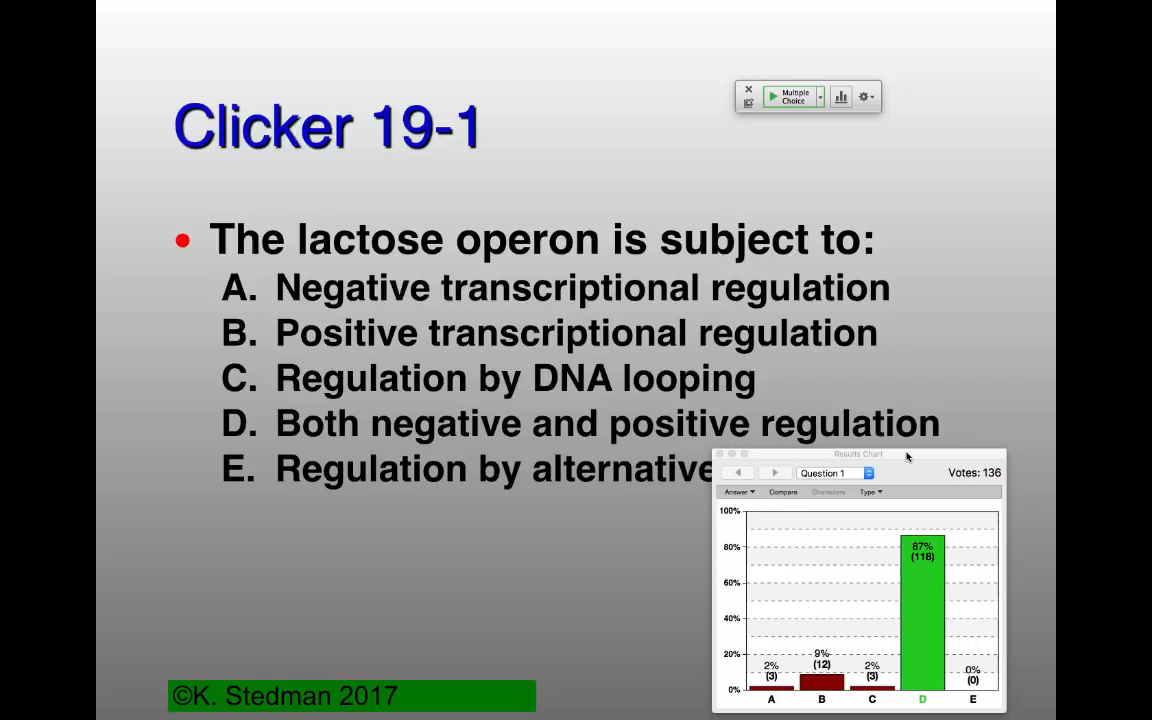 Multiple
Choice
Clicker 19-1
• The lactose operon is subject to:
A. Negative transcriptional regulation
B. Positive transcriptional regulation
C. Regulation by DNA looping
D. Both negative and positive regulation
E. Regulation by alternative
Results Chart
Question 1
Votes: 136
Answer Compare Characters Type
100%
80%
60%
40%
20%
0%
2%
(3)
9%
(12)
2%
(3)
87%
(118)
0%
(0)
A B C D E
©K. Stedman 2017